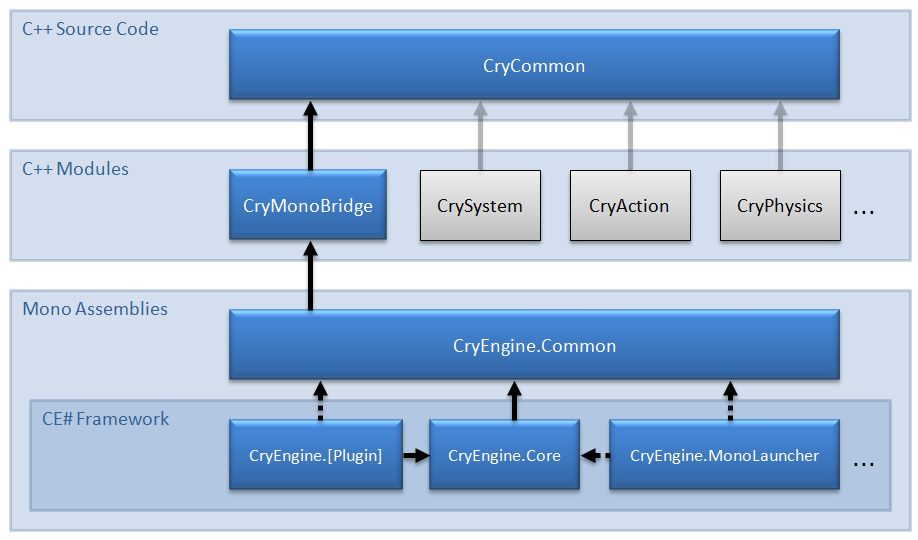 C++ Source Code
CryCommon
C++ Modules
CryMonoBridge
CrySystem
CryAction
CryPhysics
...
Mono Assemblies
CryEngine.Common
CE# Framework
CryEngine.[Plugin]
CryEngine.Core
CryEngine.MonoLauncher
...